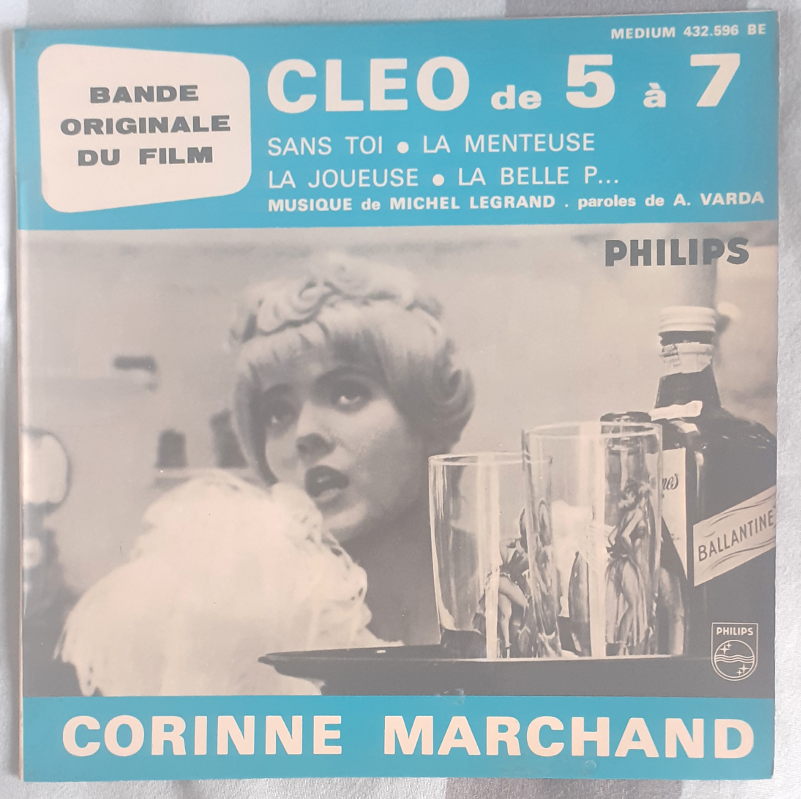 MEDIUM 432.596 BE
BANDE
ORIGINALE
DU FILM
CLEO de 5 à 7
SANS TOI • LA MENTEUSE
LA JOUEUSE • LA BELLE P...
MUSIQUE de MICHEL LEGRAND . paroles de A. VARDA
PHILIPS
BALLANTINE
PHILIPS
CORINNE MARCHAND